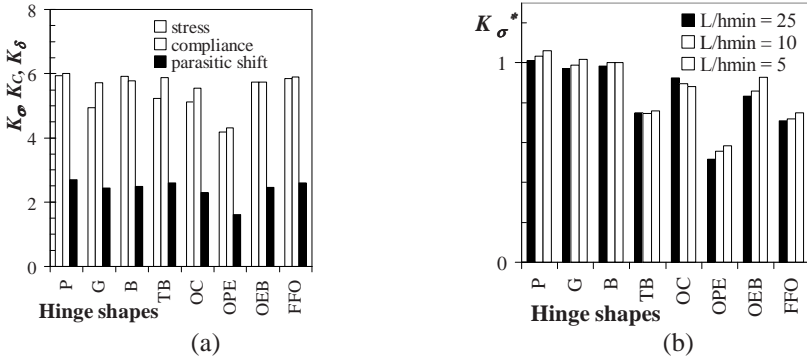 8
6
4
2
0
Kσ, KC, Kδ
stress
compliance
parasitic shift
P
G
B
TB
OC
OPE
OEB
FFO
Hinge shapes
(a)
Kσ*
1
0
L/hmin = 25
L/hmin = 10
L/hmin = 5
P
G
B
TB
OC
OPE
OEB
FFO
Hinge shapes
(b)